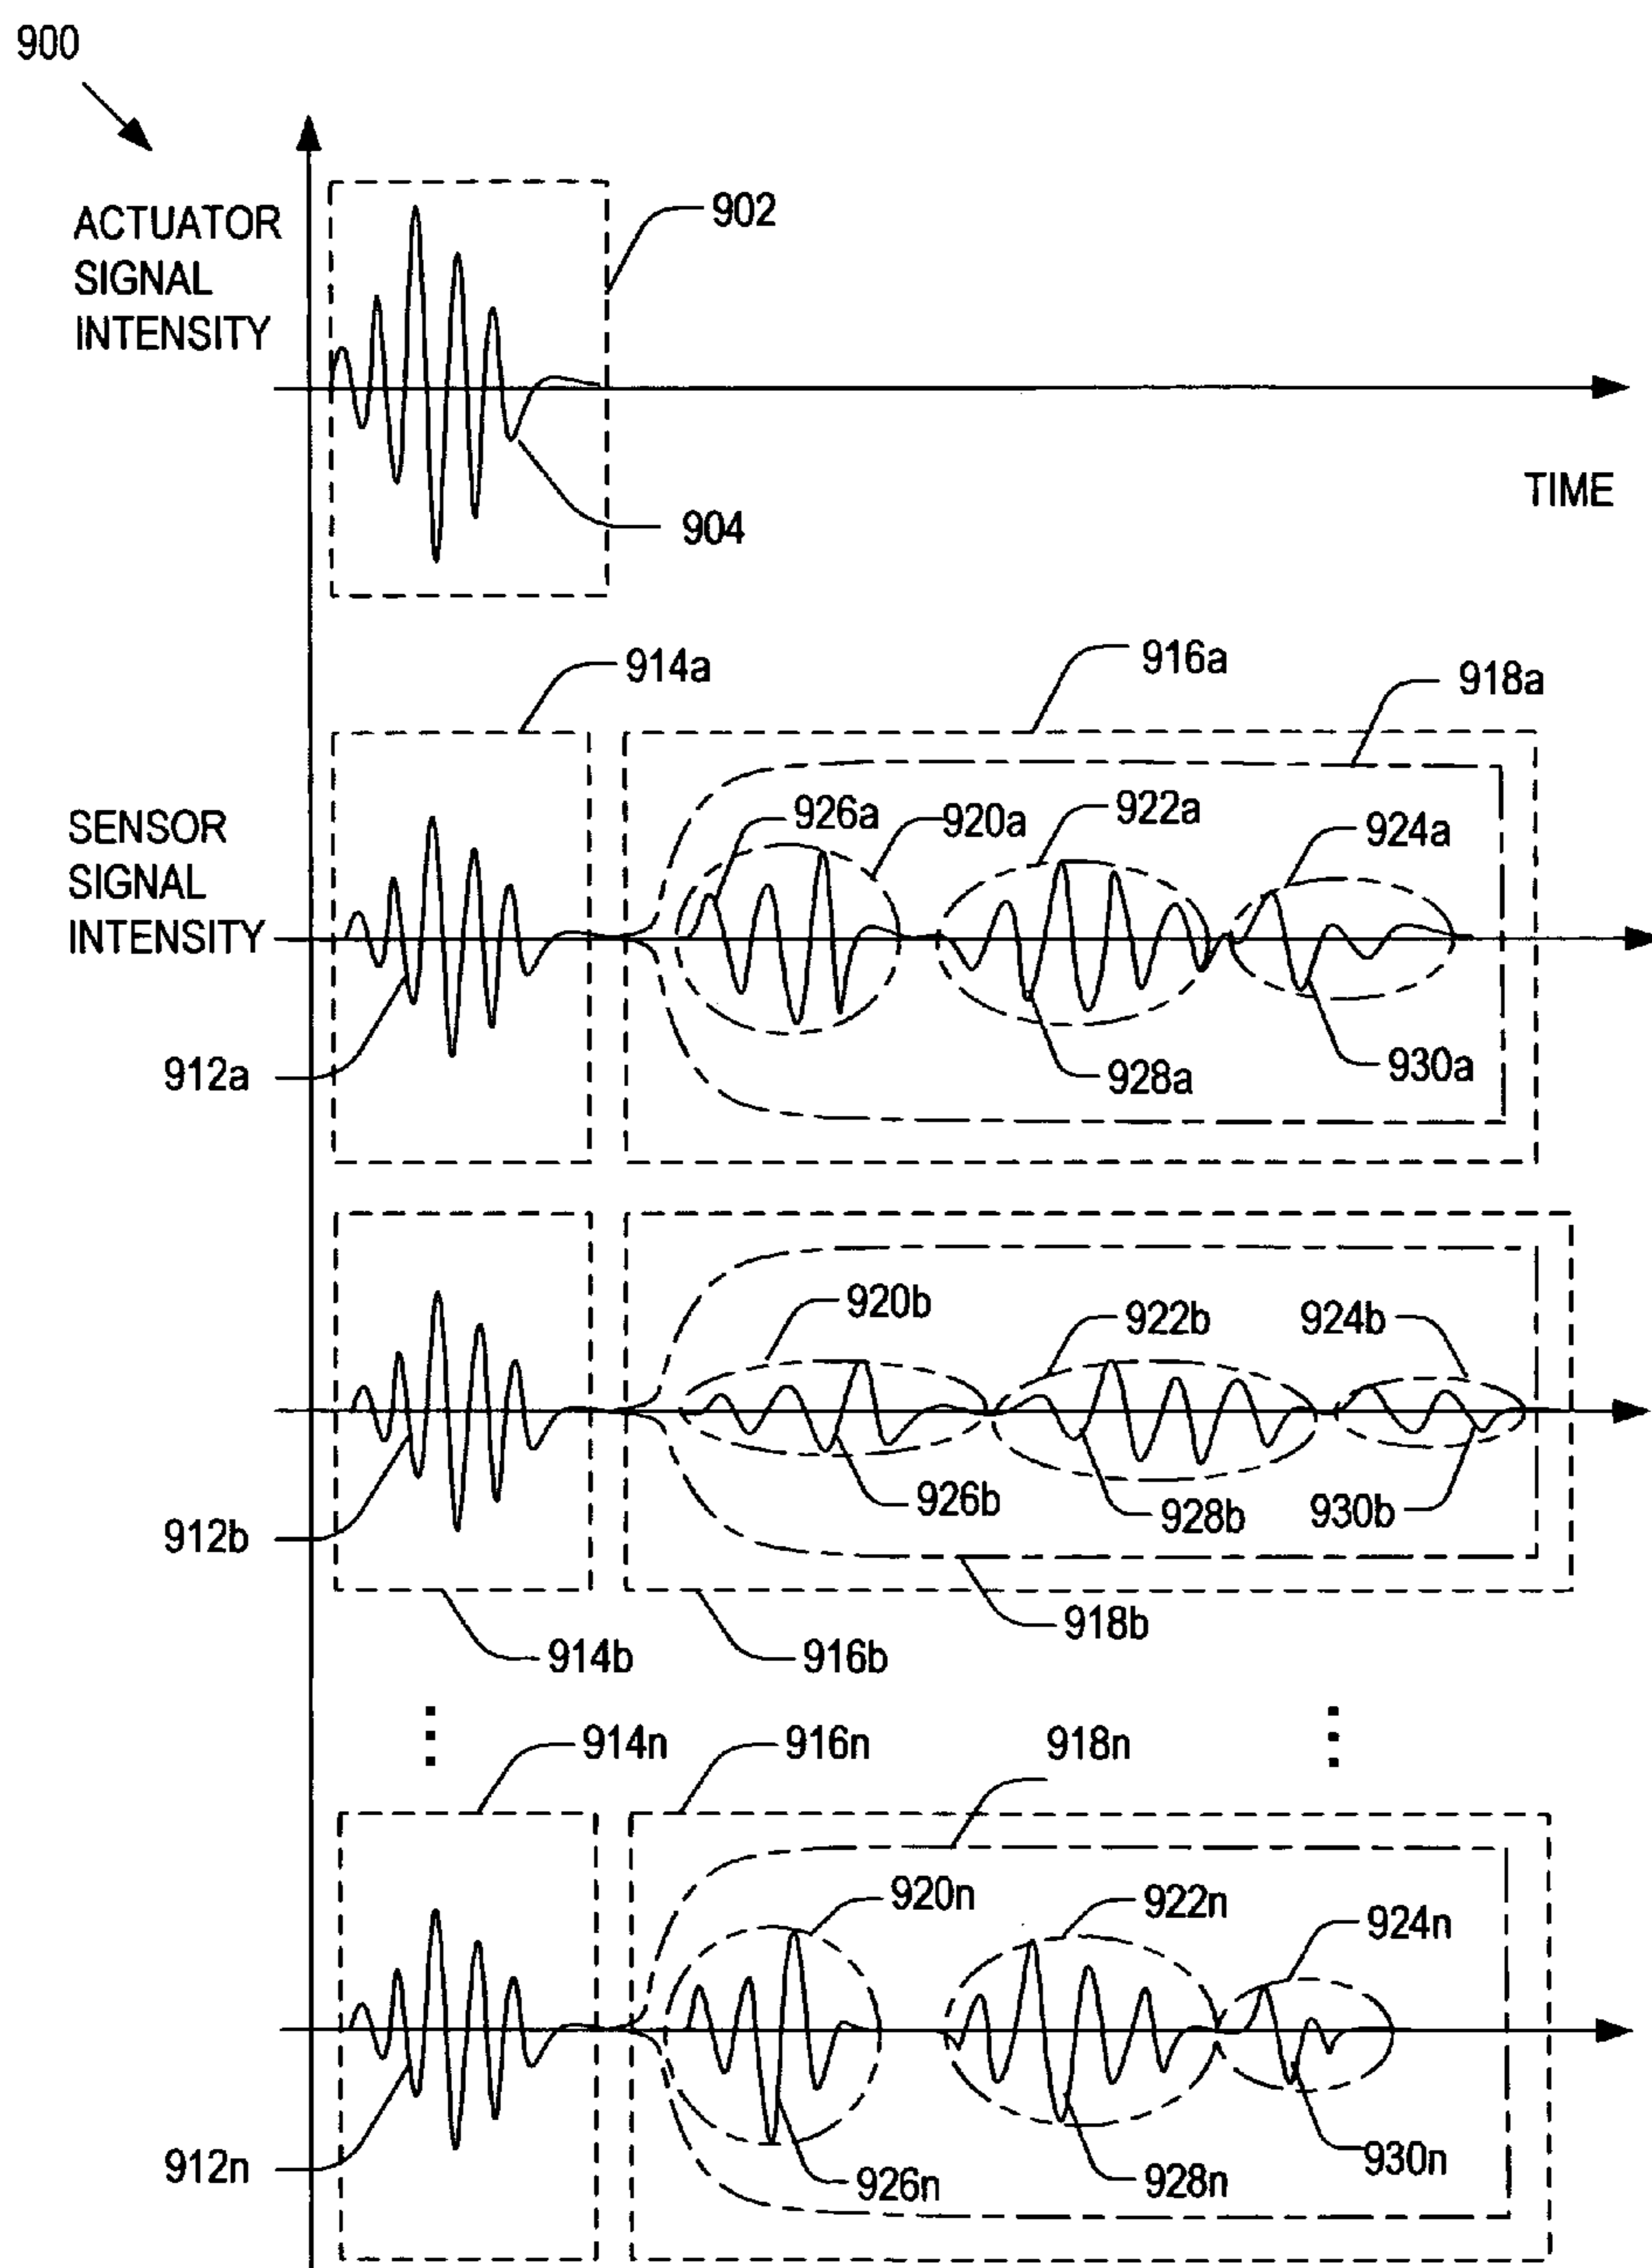 900
ACTUATOR
SIGNAL
INTENSITY
902
904
TIME
914a
916a
918a
SENSOR
SIGNAL
INTENSITY
926a
920a
922a
924a
912a
928a
930a
920b
922b
924b
926b
928b
930b
912b
918b
914b
916b
914n
916n
918n
920n
922n
924n
912n
926n
928n
930n